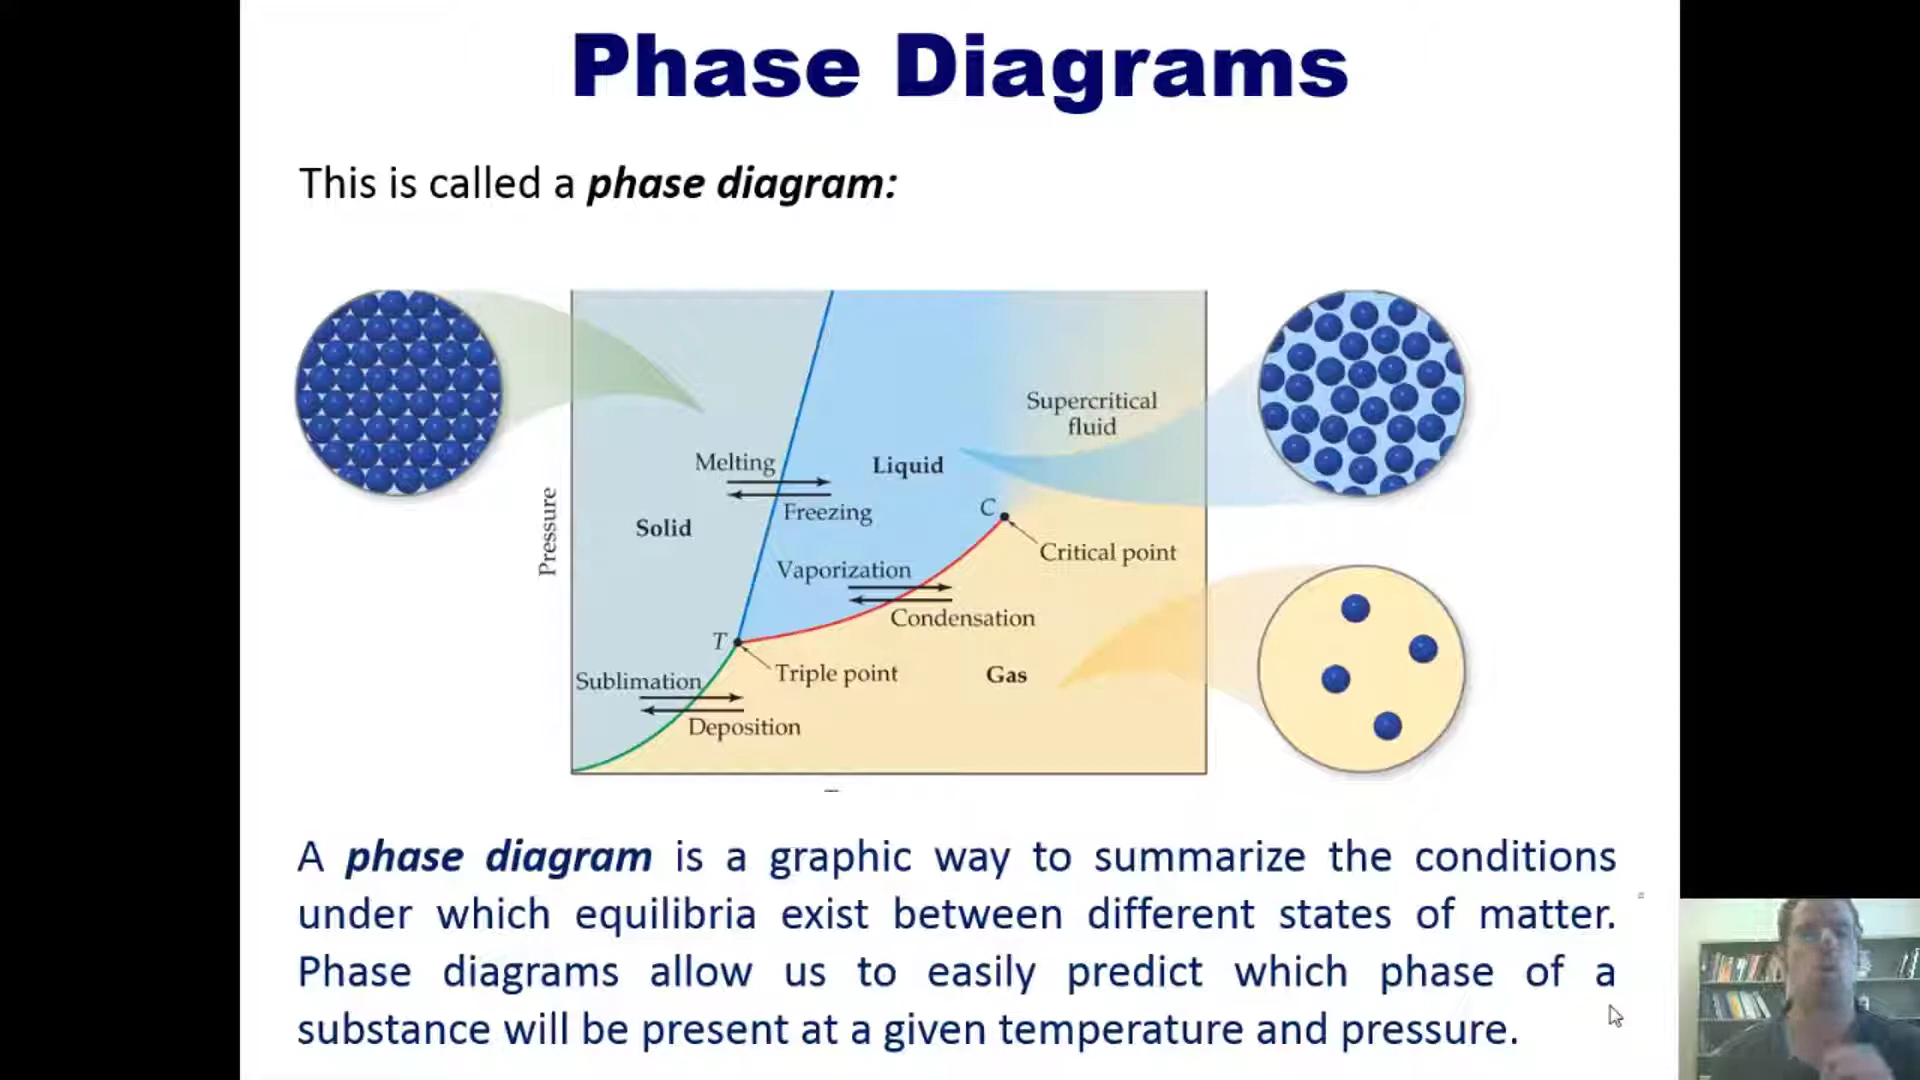 Phase Diagrams
This is called a phase diagram:
Supercritical
fluid
Melting
Liquid
Freezing
Solid
C
Pressure
Critical point
Vaporization
Condensation
T
Triple point
Gas
Sublimation
Deposition
A phase diagram is a graphic way to summarize the conditions
under which equilibria exist between different states of matter.
Phase diagrams allow us to easily predict which phase of a
substance will be present at a given temperature and pressure.